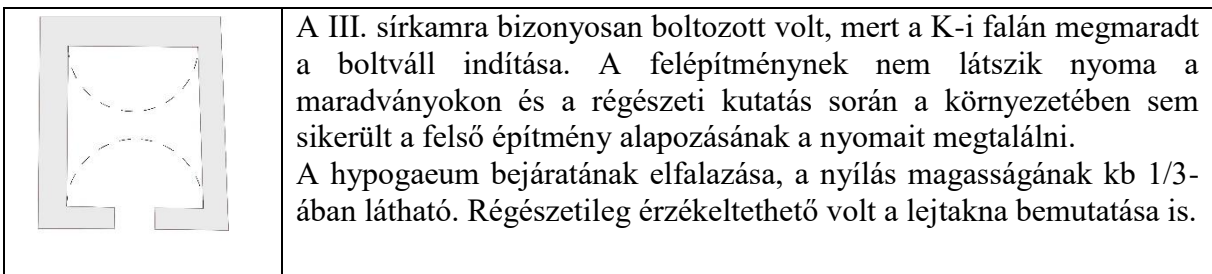 A III. sírkamra bizonyosan boltozott volt, mert a K-i falán megmaradt
a boltváll indítása. A felépítménynek nem látszik nyoma a
maradványokon és a régészeti kutatás során a környezetében sem
sikerült a felső építmény alapozásának a nyomait megtalálni.
A hypogaeum bejáratának elfalazása, a nyílás magasságának kb 1/3-
ában látható. Régészetileg érzékeltethető volt a lejtakna bemutatása is.